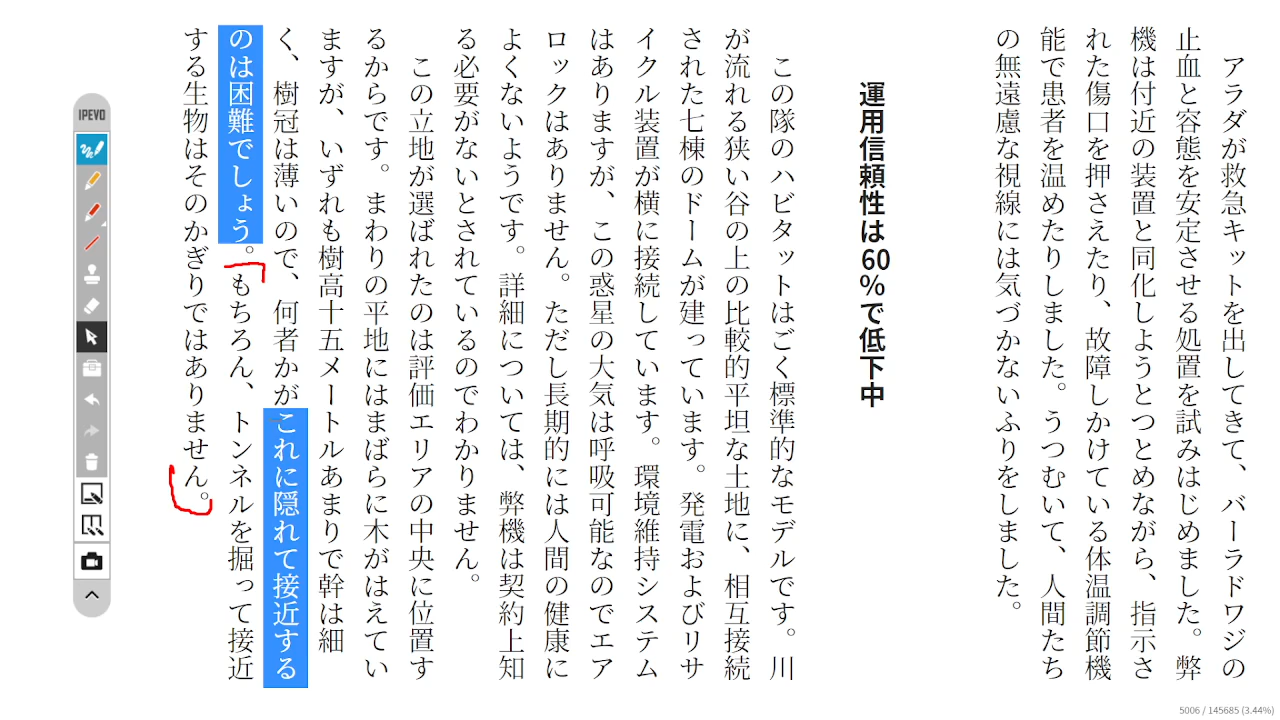 アラダが救急キットを出してきて、バーラドワジの
止血と容態を安定させる処置を試みはじめました。弊
機は付近の装置と同化しようとつとめながら、指示さ
れた傷口を押さえたり、故障しかけている体温調節機
能で患者を温めたりしました。うつむいて、人間たち
の無遠慮な視線には気づかないふりをしました。
運用信頼性は60％で低下中
この隊のハビタットはごく標準的なモデルです。川
が流れる狭い谷の上の比較的平坦な土地に、相互接続
された七棟のドームが建っています。発電およびリサ
イクル装置が横に接続しています。環境維持システム
はありますが、この惑星の大気は呼吸可能なのでエア
ロックはありません。ただし長期的には人間の健康に
よくないようです。詳細については、弊機は契約上知
る必要がないとされているのでわかりません。
この立地が選ばれたのは評価エリアの中央に位置す
るからです。まわりの平地にはまばらに木がはえてい
ますが、いずれも樹高十五メートルあまりで幹は細
く、樹冠は薄いので、何者かがこれに隠れて接近する
のは困難でしょう。もちろん、トンネルを掘って接近
する生物はそのかぎりではありません。
IPEVO
5006 / 145685 (3.44%)